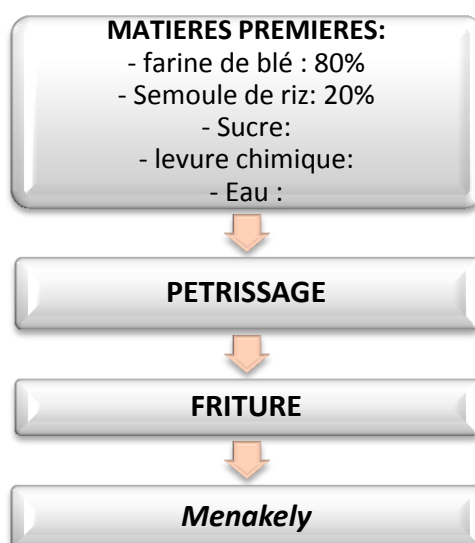 MATIERES PREMIERES:
- farine de blé : 80%
- Semoule de riz: 20%
- Sucre:
- levure chimique:
- Eau :
PETRISSAGE
FRITURE
Menakely